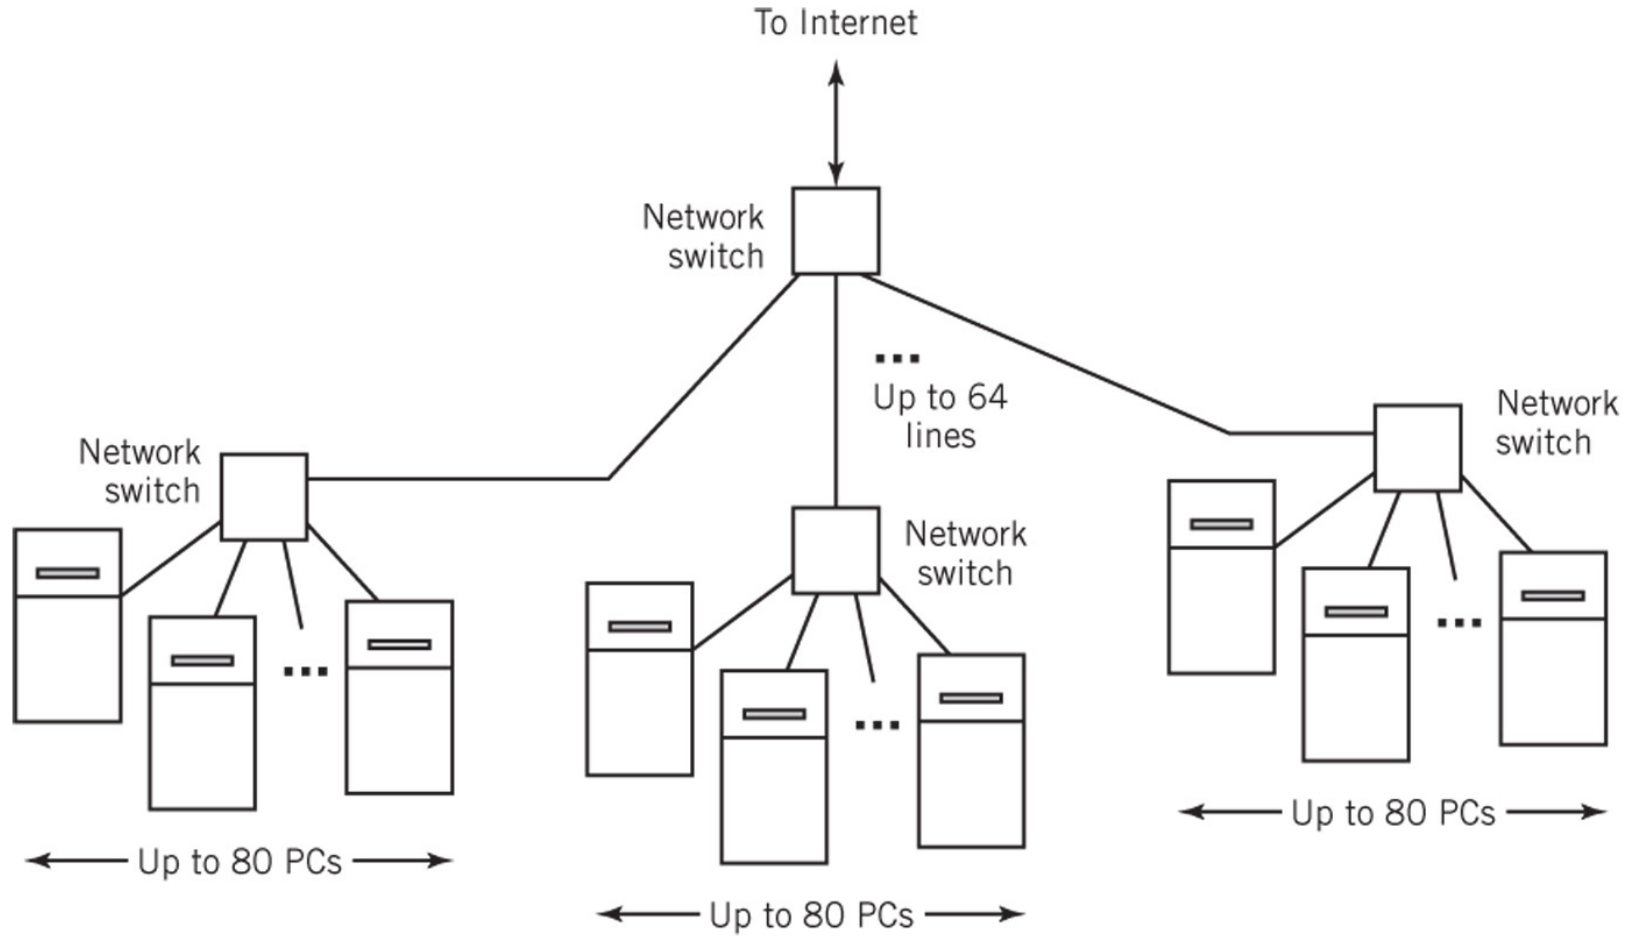 To Internet
Network
switch
Up to 64
lines
Network
switch
Network
switch
Network
switch
Up to 80 PCs
Up to 80 PCs
Up to 80 PCs